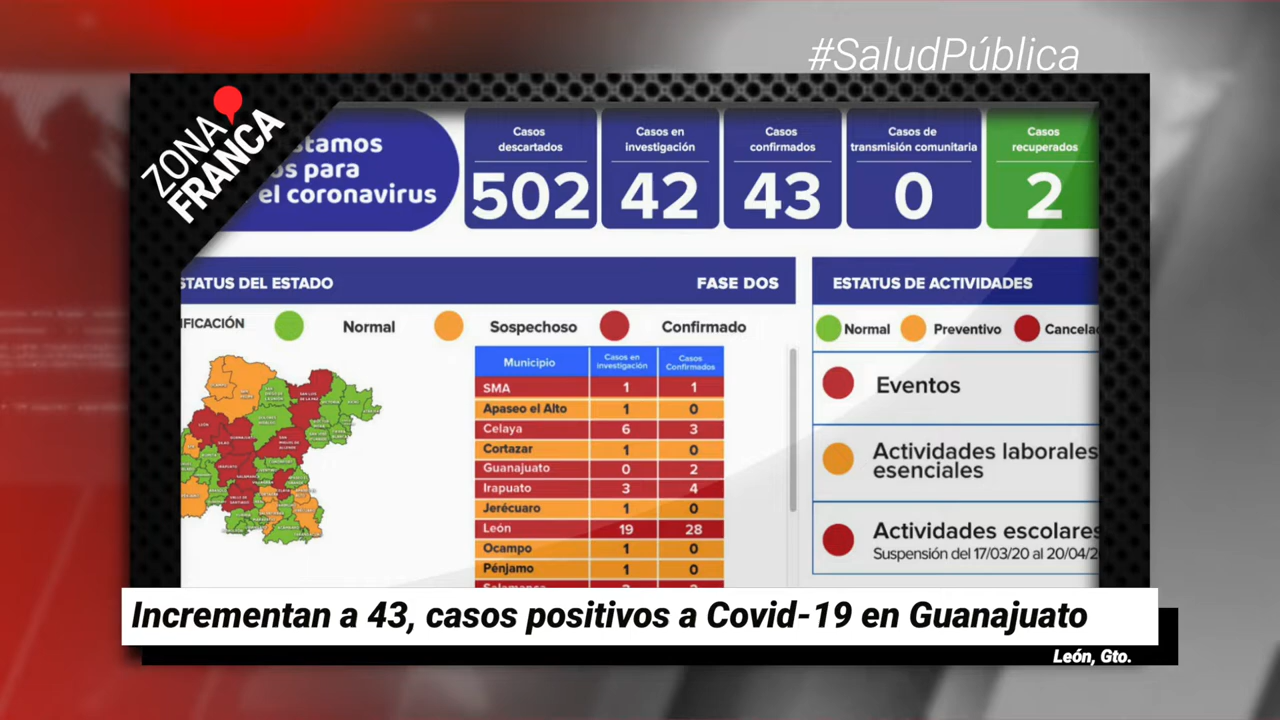 #SaludPública
ZONA
FRANCA
stamos
os para
el coronavirus
Casos
descartados
502
Casos en
investigación
42
Casos
confirmados
43
Casos de
transmisión comunitaria
0
Casos
recuperados
2
STATUS DEL ESTADO
FASE DOS
IFICACIÓN
Normal
Sospechoso
Confirmado
Municipio
Casos en
investigación
Casos
Confirmados
SMA 1 1
Apaseo el Alto 1 0
Celaya 6 3
Cortazar 1 0
Guanajuato 0 2
Irapuato 3 4
Jerécuaro 1 0
León 19 28
Ocampo 1 0
Pénjamo 1 0
ESTATUS DE ACTIVIDADES
Normal
Preventivo
Cancela
Eventos
Actividades laborales
esenciales
Actividades escolares
Suspensión del 17/03/20 al 20/04/2
Incrementan a 43, casos positivos a Covid-19 en Guanajuato
León, Gto.